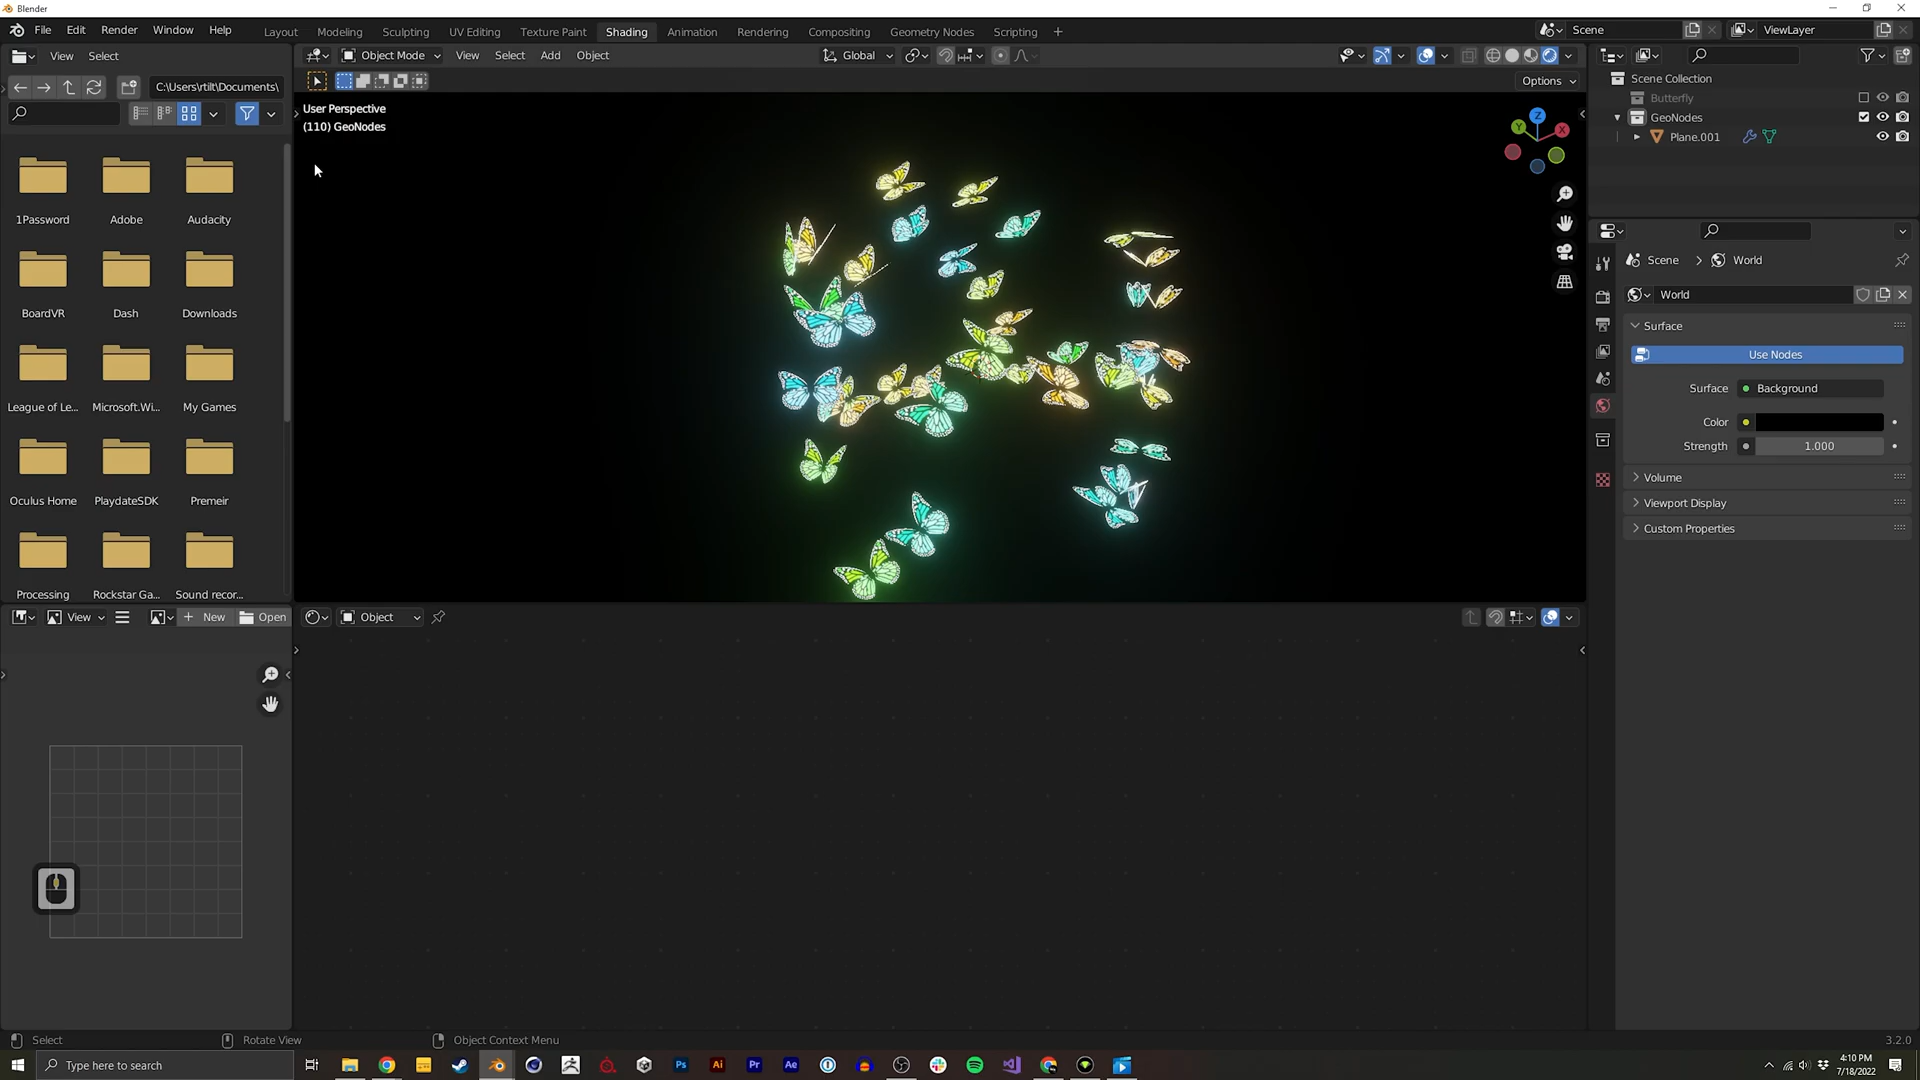 Blender
File Edit Render Window Help
Layout Modeling Sculpting UV Editing Texture Paint Shading Animation Rendering Compositing Geometry Nodes Scripting +
Scene
ViewLayer
View Select
Object Mode View Select Add Object
Global
C:\Users\rtilt\Documents\
Options
User Perspective
(110) GeoNodes
Z
Y
X
Scene Collection
Butterfly
GeoNodes
Plane.001
1Password Adobe Audacity
BoardVR Dash Downloads
League of Le... Microsoft.Wi... My Games
Oculus Home PlaydateSDK Premeir
Processing Rockstar Ga... Sound recor...
Scene > World
World
Surface
Use Nodes
Surface Background
Color
Strength 1.000
Volume
Viewport Display
Custom Properties
View New Open
Object
Select Rotate View Object Context Menu
3.2.0
Type here to search
Ps Ai Pr Ae
4:10 PM
7/18/2022